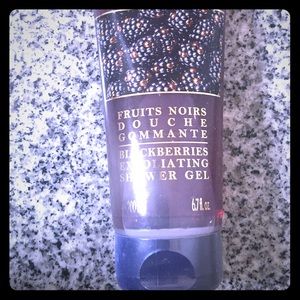 FRUITS NOIRS
DOUCHE
GOMMANTE
BLACKBERRIES
EXFOLIATING
SHOWER GEL
6.7 fl. oz